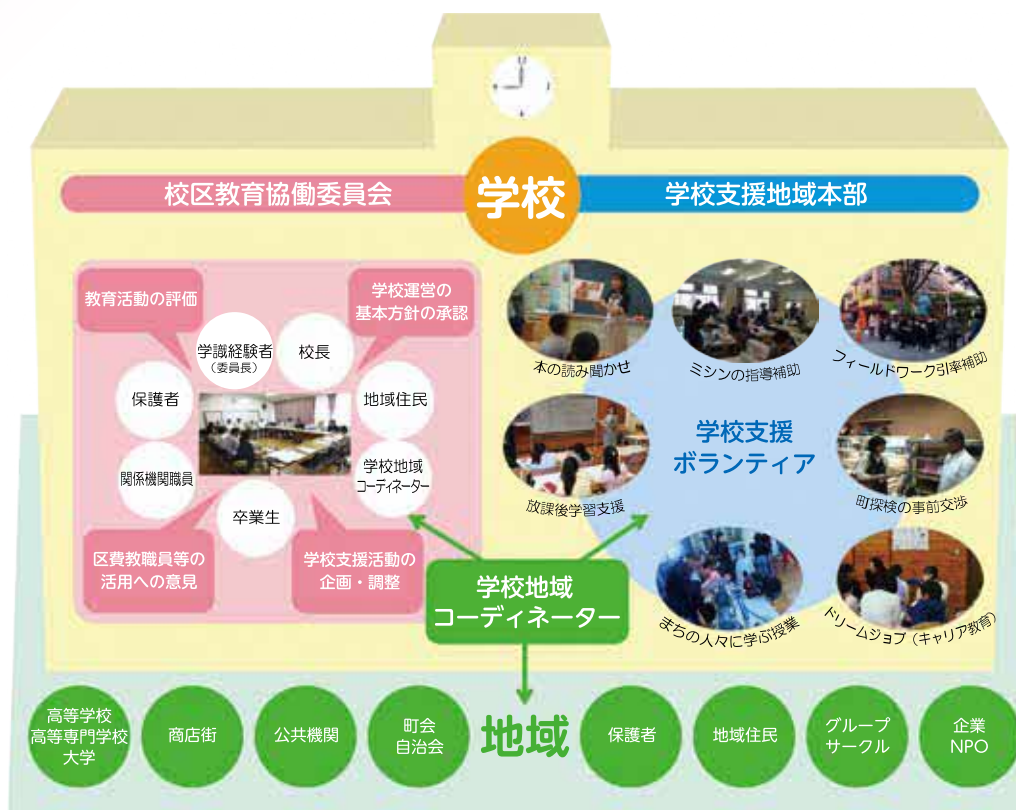 学校
校区教育協働委員会
学校支援地域本部
教育活動の評価
学校運営の
基本方針の承認
学識経験者
(委員長)
校長
保護者
地域住民
関係機関職員
学校地域
コーディネーター
卒業生
区費教職員等の
活用への意見
学校支援活動の
企画・調整
本の読み聞かせ
ミシンの指導補助
フィールドワーク引率補助
学校支援
ボランティア
放課後学習支援
町探検の事前交渉
まちの人々に学ぶ授業
ドリームジョブ(キャリア教育)
学校地域
コーディネーター
高等学校
高等専門学校
大学
商店街
公共機関
町会
自治会
地域
保護者
地域住民
グループ
サークル
企業
NPO